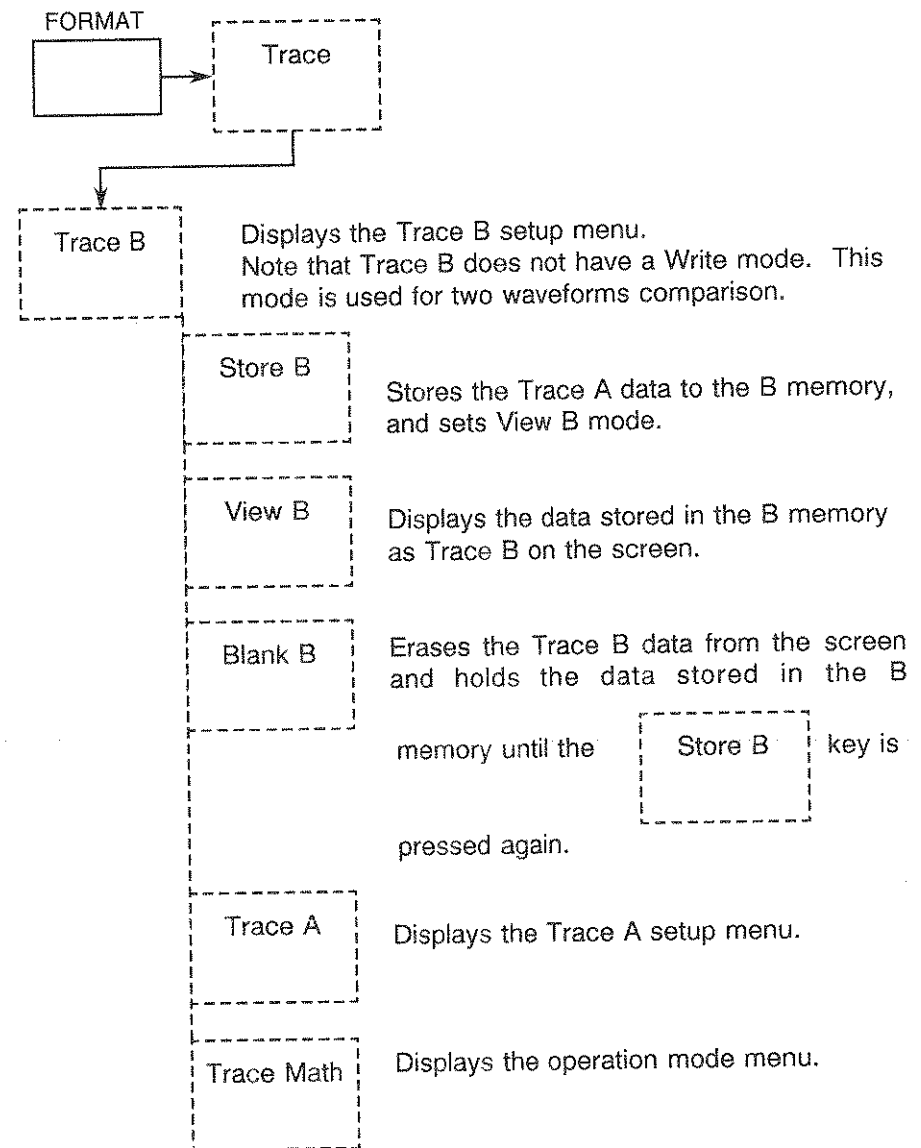 FORMAT
Trace
Trace B
Displays the Trace B setup menu.
Note that Trace B does not have a Write mode. This
mode is used for two waveforms comparison.
Store B
Stores the Trace A data to the B memory,
and sets View B mode.
View B
Displays the data stored in the B memory
as Trace B on the screen.
Blank B
Erases the Trace B data from the screen
and holds the data stored in the B
memory until the Store B key is
pressed again.
Trace A
Displays the Trace A setup menu.
Trace Math
Displays the operation mode menu.